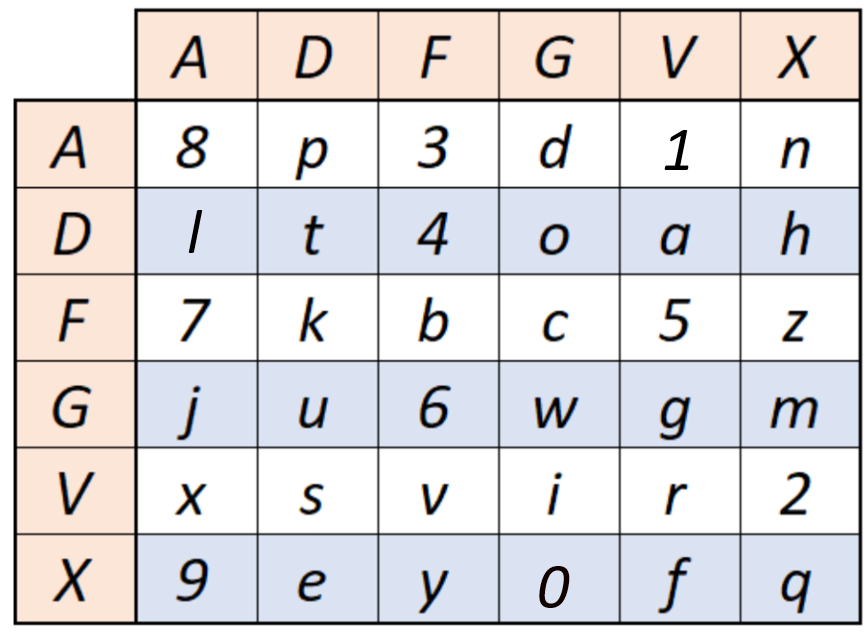 A D F G V X
A 8 p 3 d 1 n
D l t 4 o a h
F 7 k b c 5 z
G j u 6 w g m
V x s v i r 2
X 9 e y 0 f q